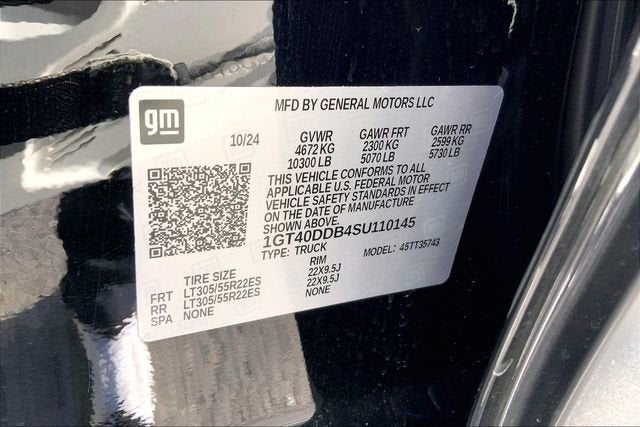 gm
MFD BY GENERAL MOTORS LLC
10/24 GVWR GAWR FRT GAWR RR
4672 KG 2300 KG 2599 KG
10300 LB 5070 LB 5730 LB
THIS VEHICLE CONFORMS TO ALL
APPLICABLE U.S. FEDERAL MOTOR
VEHICLE SAFETY STANDARDS IN EFFECT
ON THE DATE OF MANUFACTURE
SHOWN ABOVE.
1GT40DDB4SU110145
TYPE: TRUCK MODEL: 45TT35743
TIRE SIZE RIM
FRT LT305/55R22ES 22X9.5J
RR LT305/55R22ES 22X9.5J
SPA NONE NONE